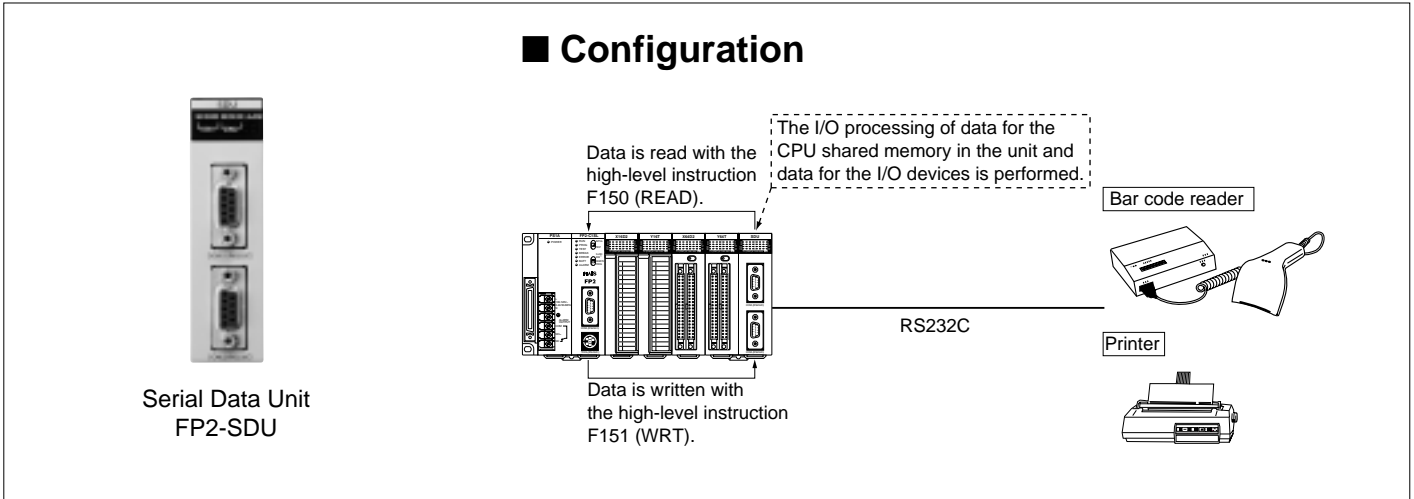 ■ Configuration
SDU
Serial Data Unit
FP2-SDU
Data is read with the
high-level instruction
F150 (READ).
The I/O processing of data for the
CPU shared memory in the unit and
data for the I/O devices is performed.
FP2
SDU
RS232C
Data is written with
the high-level instruction
F151 (WRT).
Bar code reader
Printer